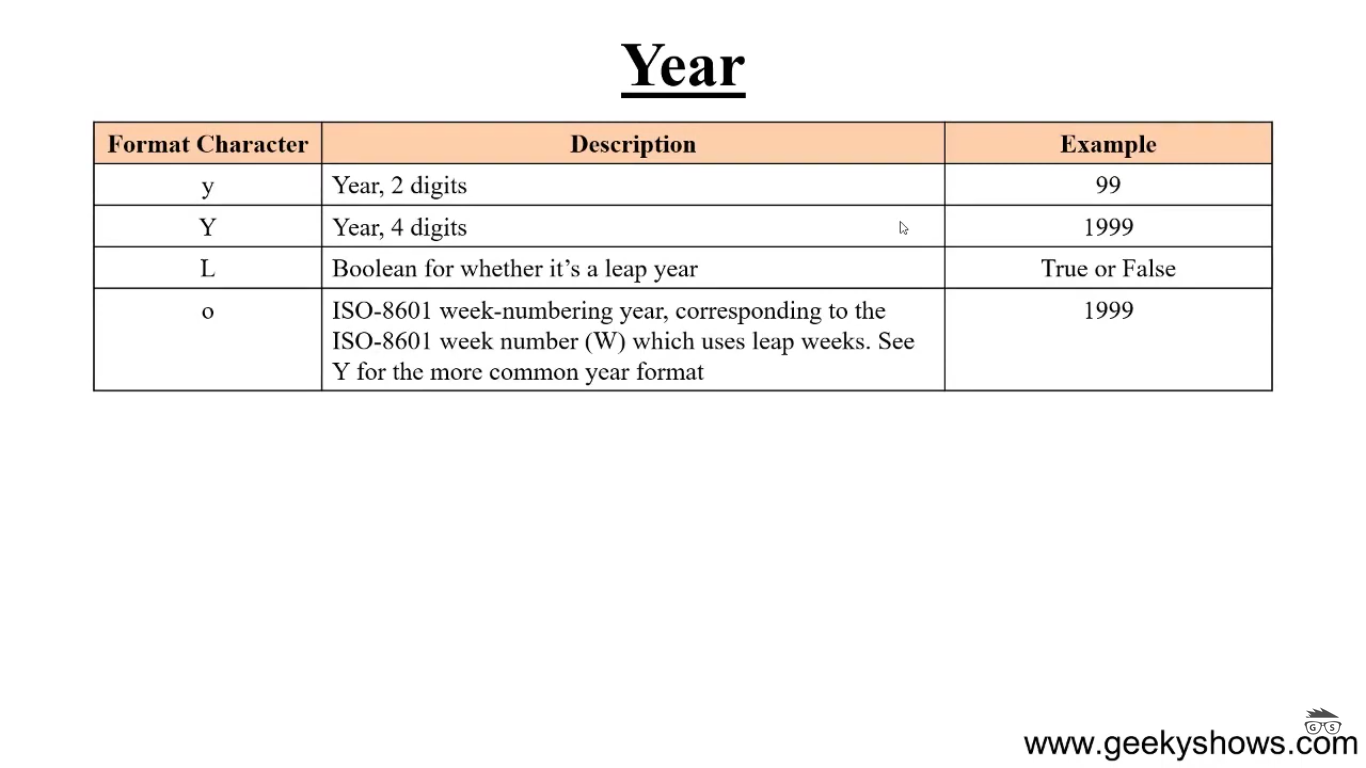 Year
Format Character Description Example
y Year, 2 digits 99
Y Year, 4 digits 1999
L Boolean for whether it’s a leap year True or False
o ISO-8601 week-numbering year, corresponding to the 1999
ISO-8601 week number (W) which uses leap weeks. See
Y for the more common year format
G S
www.geekyshows.com